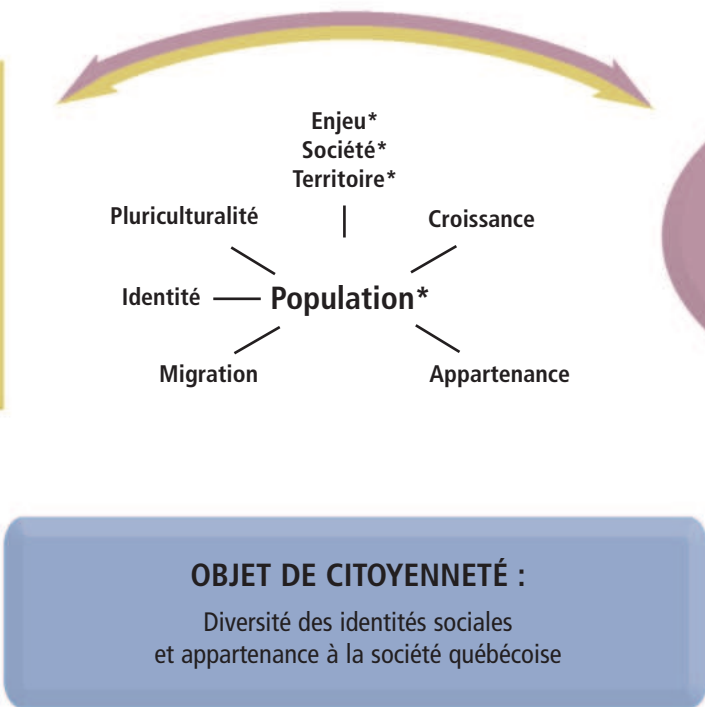 Enjeu*
Société*
Territoire*
Pluriculturalité
Croissance
Identité
Population*
Migration
Appartenance
OBJET DE CITOYENNETÉ :
Diversité des identités sociales
et appartenance à la société québécoise